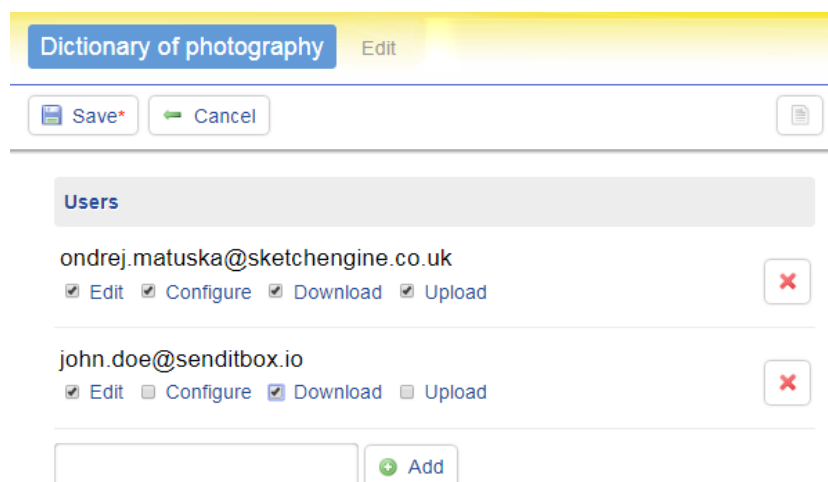 Dictionary of photography Edit
Save* Cancel
Users
ondrej.matuska@sketchengine.co.uk
Edit Configure Download Upload
john.doe@senditbox.io
Edit Configure Download Upload
Add